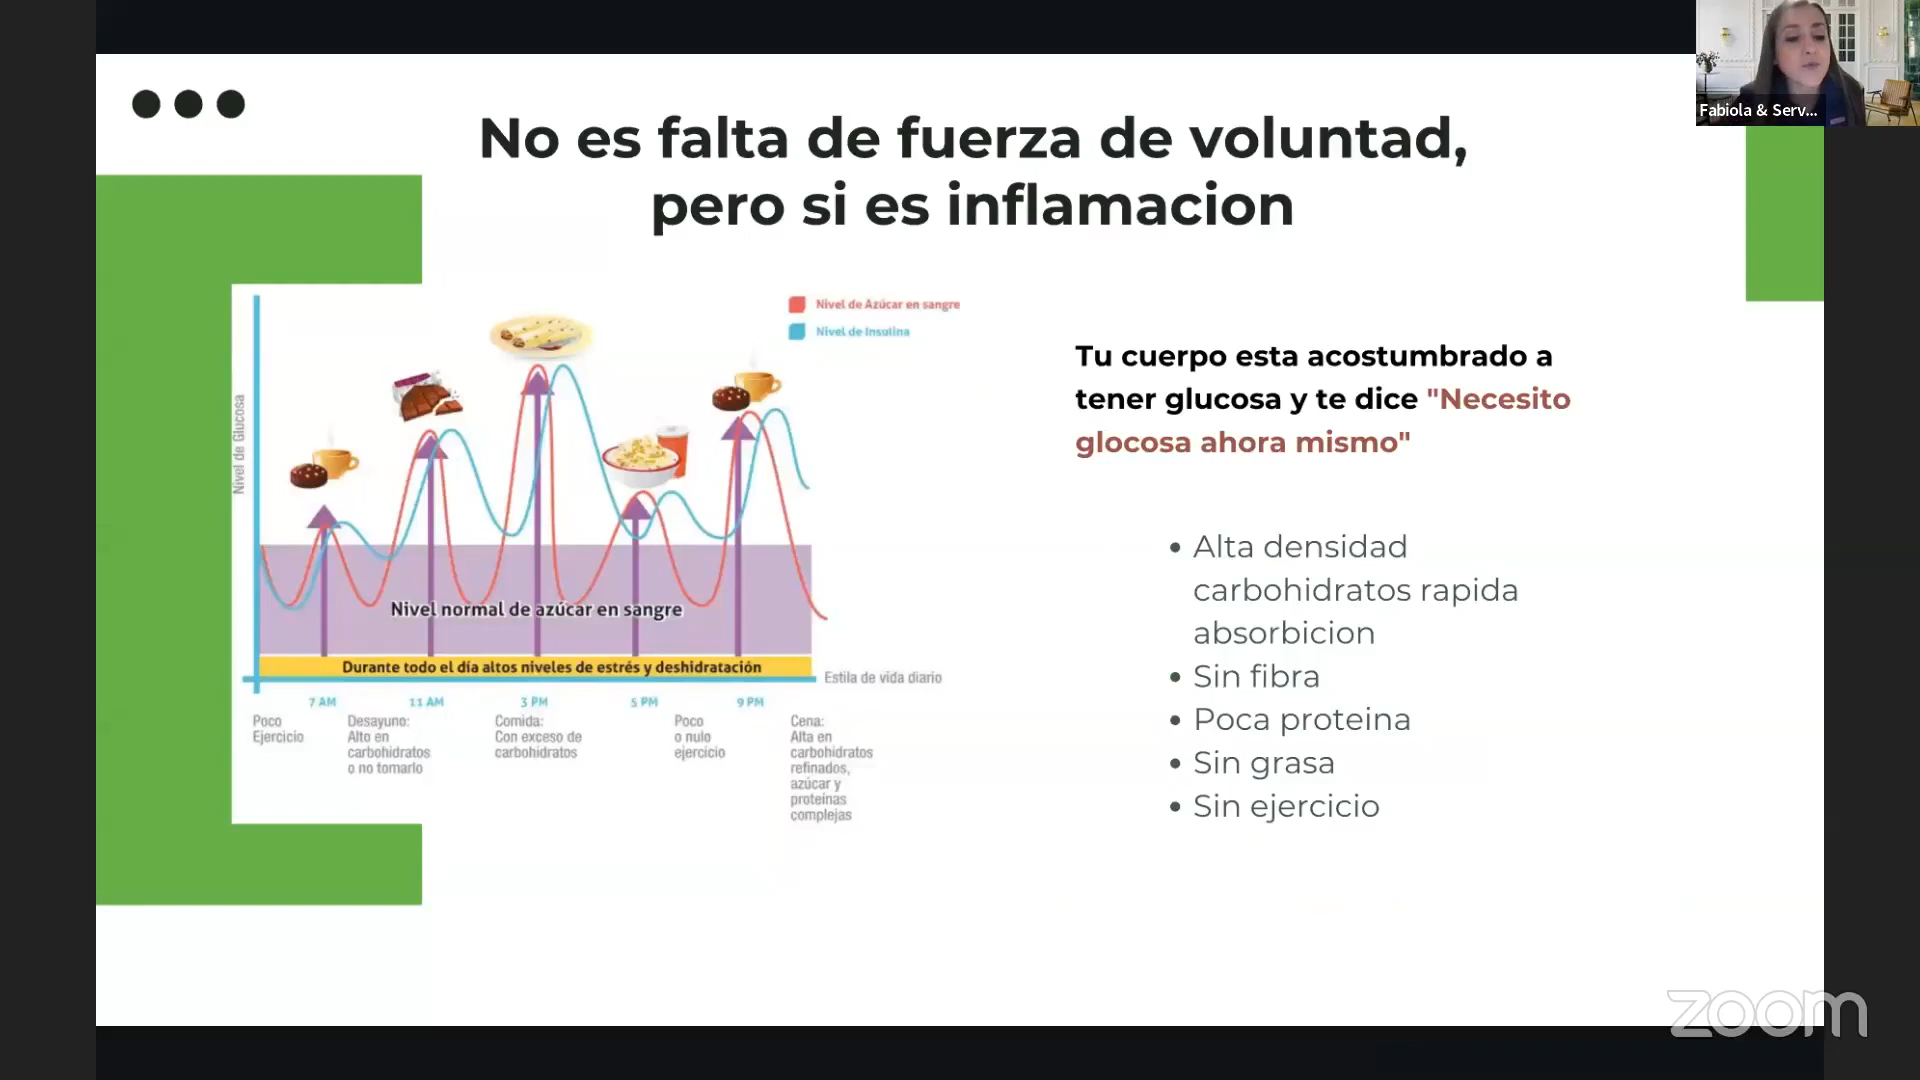 Fabiola & Serv...
No es falta de fuerza de voluntad,
pero si es inflamacion
Nivel de Azúcar en sangre
Nivel de Insulina
Nivel de Glucosa
Nivel normal de azúcar en sangre
Durante todo el día altos niveles de estrés y deshidratación
Estila de vida diario
7 AM
11 AM
3 PM
5 PM
9 PM
Poco
Ejercicio
Desayuno:
Alto en
carbohidratos
o no tomarlo
Comida:
Con exceso de
carbohidratos
Poco
o nulo
ejercicio
Cena:
Alta en
carbohidratos
refinados,
azúcar y
proteínas
complejas
Tu cuerpo esta acostumbrado a
tener glucosa y te dice "Necesito
glocosa ahora mismo"
• Alta densidad
carbohidratos rapida
absorbicion
• Sin fibra
• Poca proteina
• Sin grasa
• Sin ejercicio
zoom